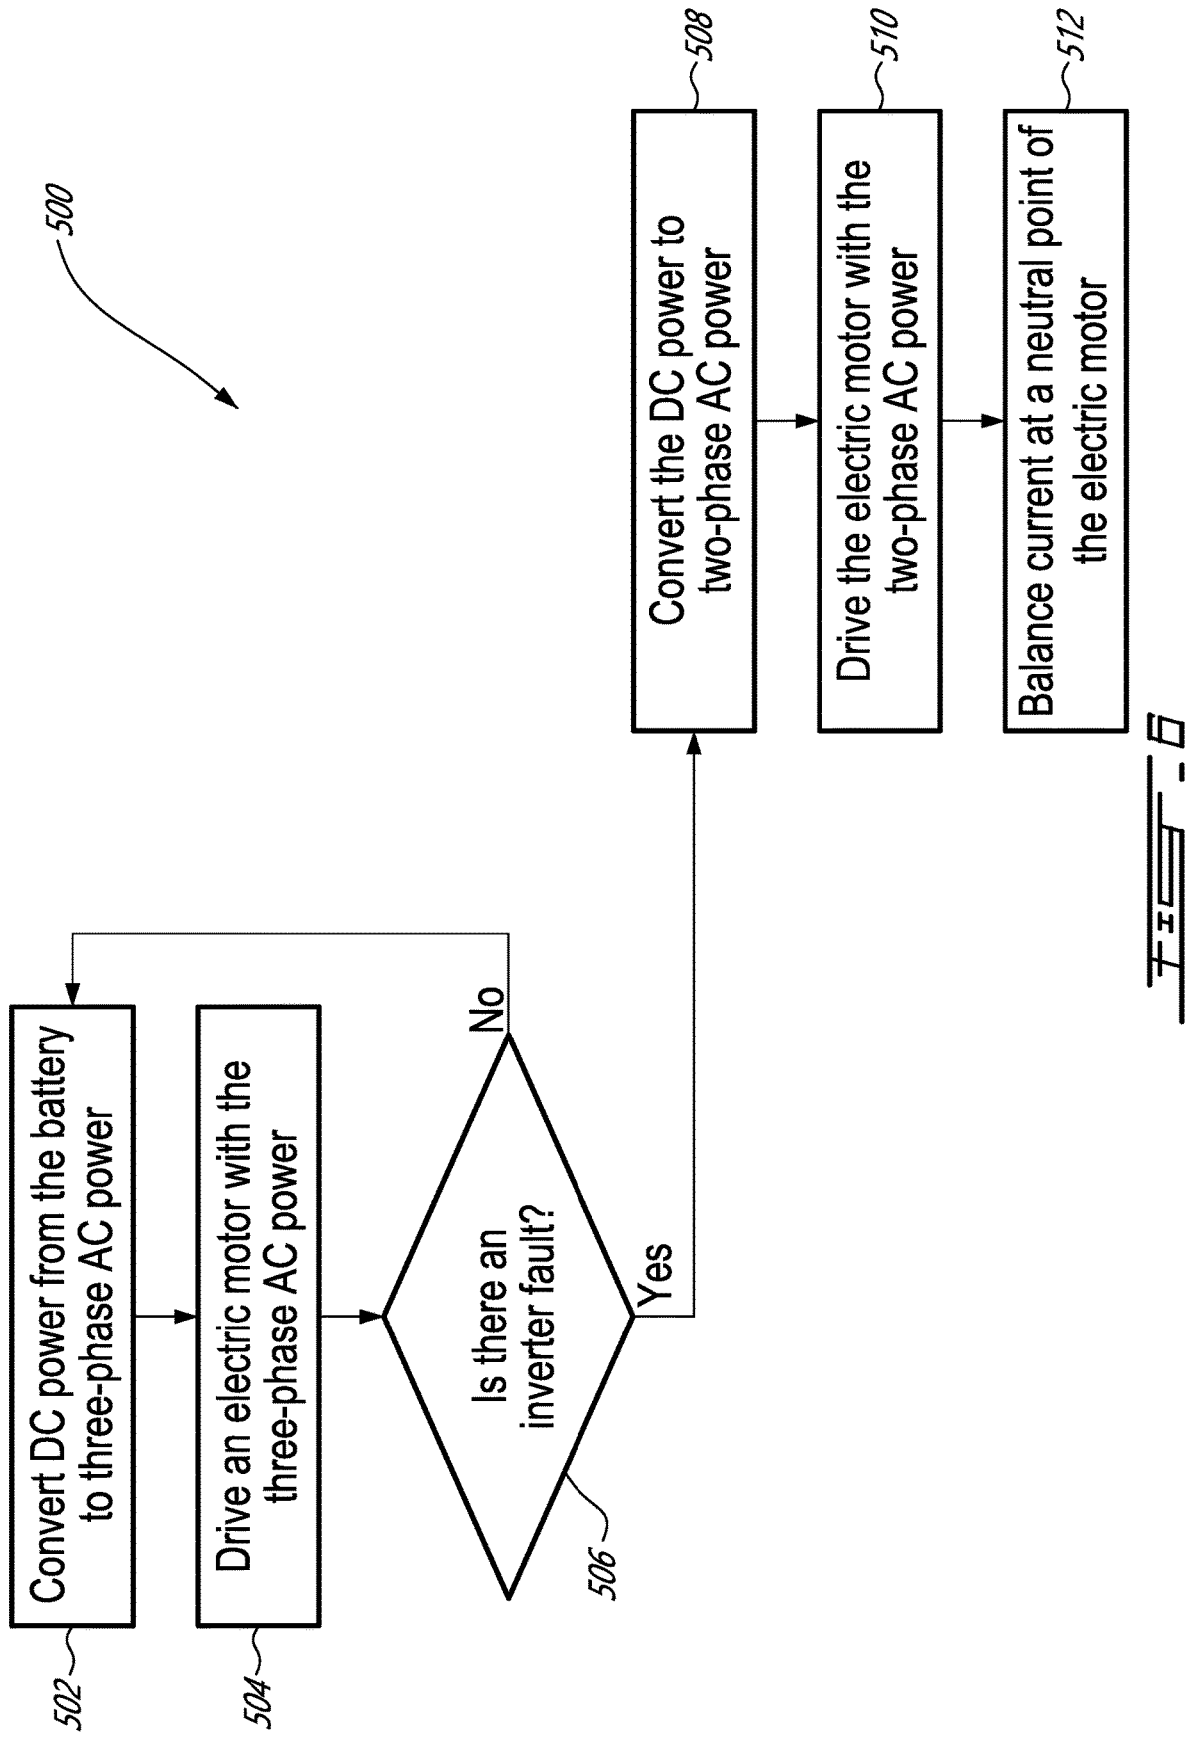 500
502
Convert DC power from the battery
to three-phase AC power
504
Drive an electric motor with the
three-phase AC power
506
Is there an
inverter fault?
No
Yes
508
Convert the DC power to
two-phase AC power
510
Drive the electric motor with the
two-phase AC power
512
Balance current at a neutral point of
the electric motor